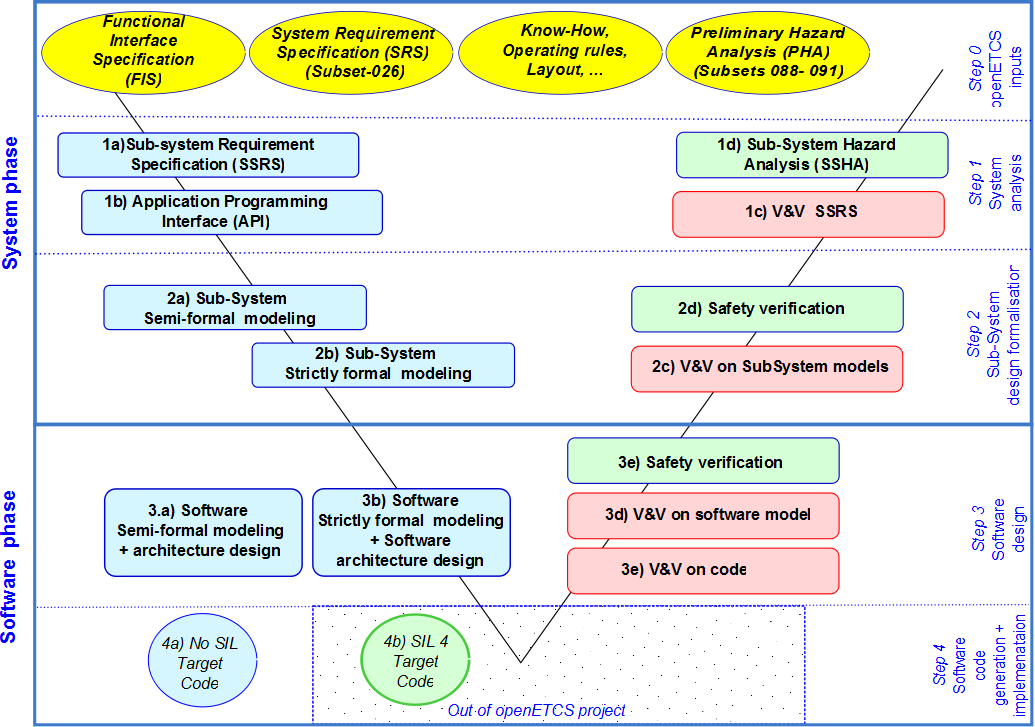 Functional
Interface
Specification
(FIS)
System Requirement
Specification (SRS)
(Subset-026)
Know-How,
Operating rules,
Layout, ...
Preliminary Hazard
Analysis (PHA)
(Subsets 088- 091)
Step 0
openETCS
inputs
System phase
1a)Sub-system Requirement
Specification (SSRS)
1b) Application Programming
Interface (API)
1d) Sub-System Hazard
Analysis (SSHA)
1c) V&V SSRS
Step 1
System
analysis
2a) Sub-System
Semi-formal modeling
2b) Sub-System
Strictly formal modeling
2d) Safety verification
2c) V&V on SubSystem models
Step 2
Sub-System
design formalisation
Software phase
3.a) Software
Semi-formal modeling
+ architecture design
3b) Software
Strictly formal modeling
+ Software
architecture design
3e) Safety verification
3d) V&V on software model
3e) V&V on code
Step 3
Software
design
4a) No SIL
Target
Code
4b) SIL 4
Target
Code
Out of openETCS project
Step 4
Software
code
generation +
implemenataion